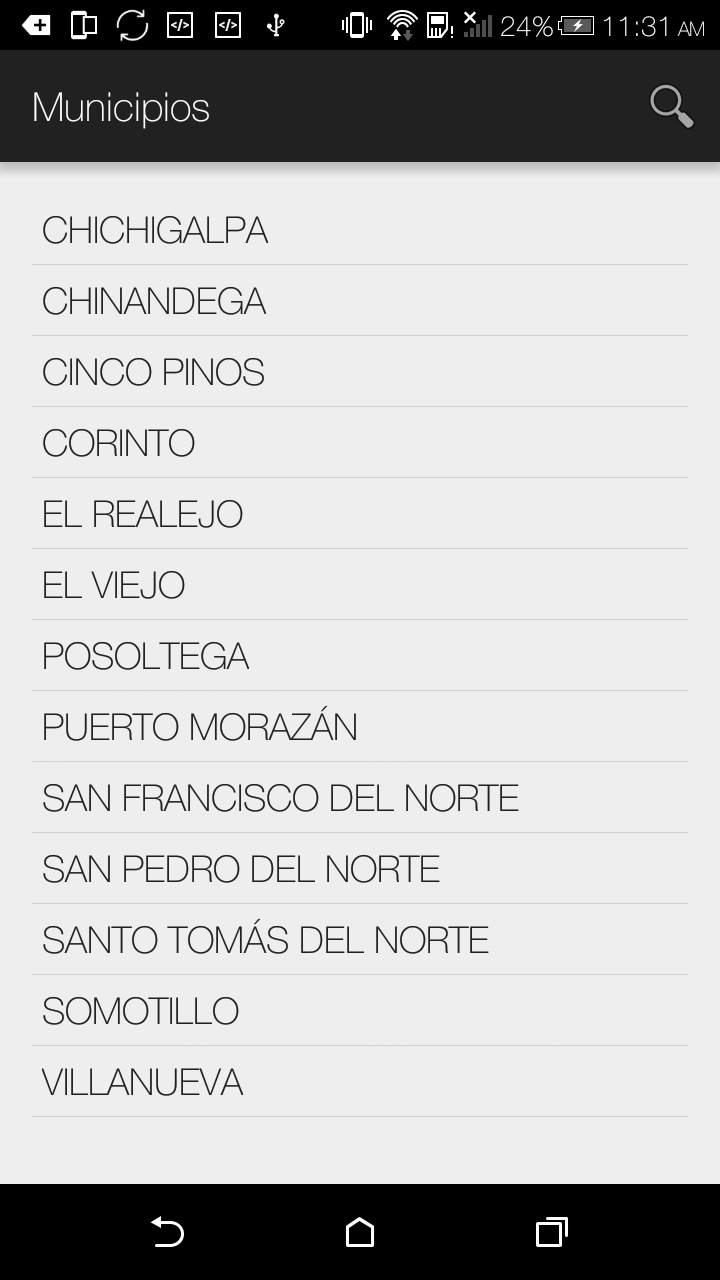 24% 11:31 AM
Municipios
CHICHIGALPA
CHINANDEGA
CINCO PINOS
CORINTO
EL REALEJO
EL VIEJO
POSOLTEGA
PUERTO MORAZÁN
SAN FRANCISCO DEL NORTE
SAN PEDRO DEL NORTE
SANTO TOMÁS DEL NORTE
SOMOTILLO
VILLANUEVA